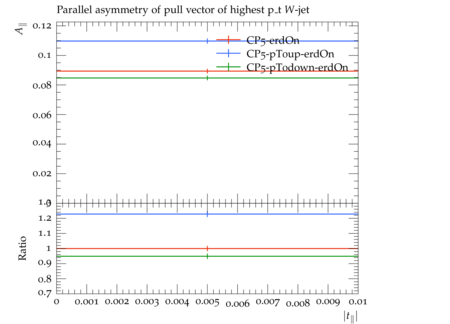 Parallel asymmetry of pull vector of highest p_t W-jet
A∥
0.12
0.1
0.08
0.06
0.04
0.02
CP5-erdOn
CP5-pToup-erdOn
CP5-pTodown-erdOn
Ratio
1.3
1.2
1.1
1
0.9
0.8
0.7
0 0.001 0.002 0.003 0.004 0.005 0.006 0.007 0.008 0.009 0.01
|t∥|